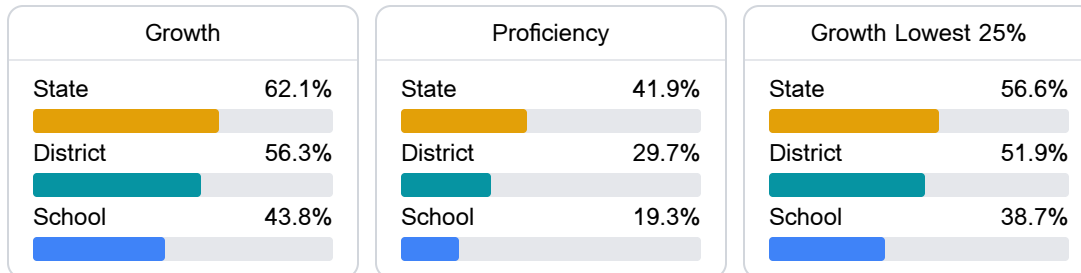 Growth
State 62.1%
District 56.3%
School 43.8%
Proficiency
State 41.9%
District 29.7%
School 19.3%
Growth Lowest 25%
State 56.6%
District 51.9%
School 38.7%